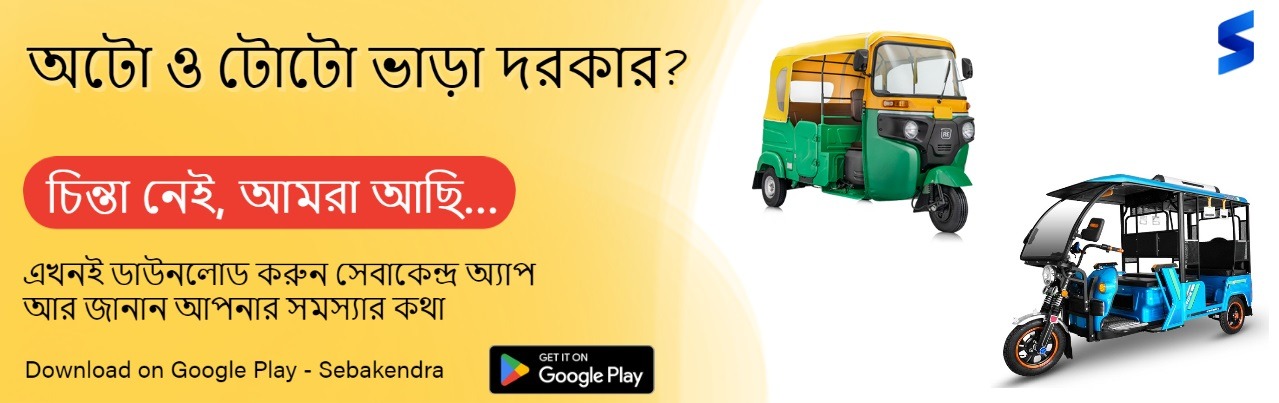 অটো ও টোটো ভাড়া দরকার?
চিন্তা নেই, আমরা আছি...
এখনই ডাউনলোড করুন সেবাকেন্দ্র অ্যাপ
আর জানান আপনার সমস্যার কথা
Download on Google Play - Sebakendra
GET IT ON
Google Play
S
RE